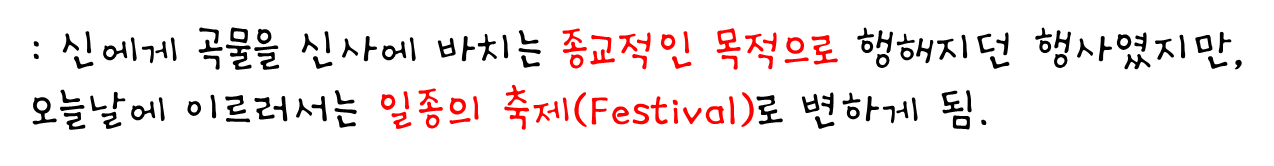 : 신에게 곡물을 신사에 바치는 종교적인 목적으로 행해지던 행사였지만,
오늘날에 이르러서는 일종의 축제(Festival)로 변하게 됨.